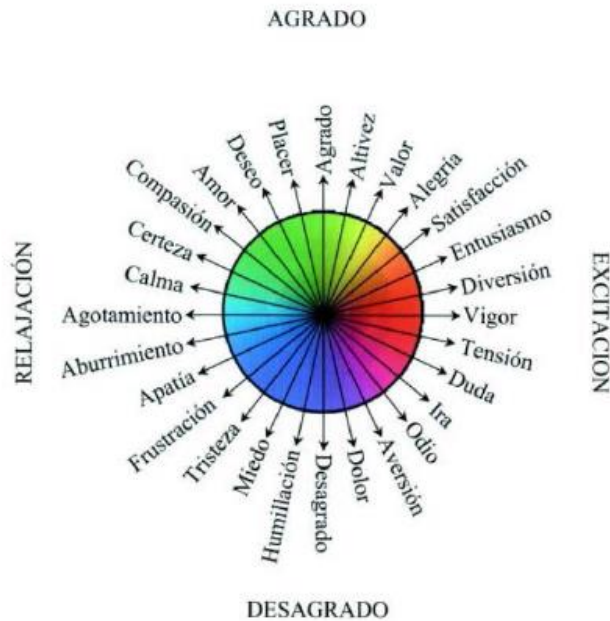 AGRADO
Agrado
Altivez
Valor
Alegría
Satisfacción
Entusiasmo
Diversión
Vigor
Tensión
Duda
Ira
Odio
Aversión
Dolor
Desagrado
Humillación
Miedo
Tristeza
Frustración
Apatía
Aburrimiento
Agotamiento
Calma
Certeza
Compasión
Amor
Deseo
Placer
RELAJACIÓN
EXCITACION
DESAGRADO